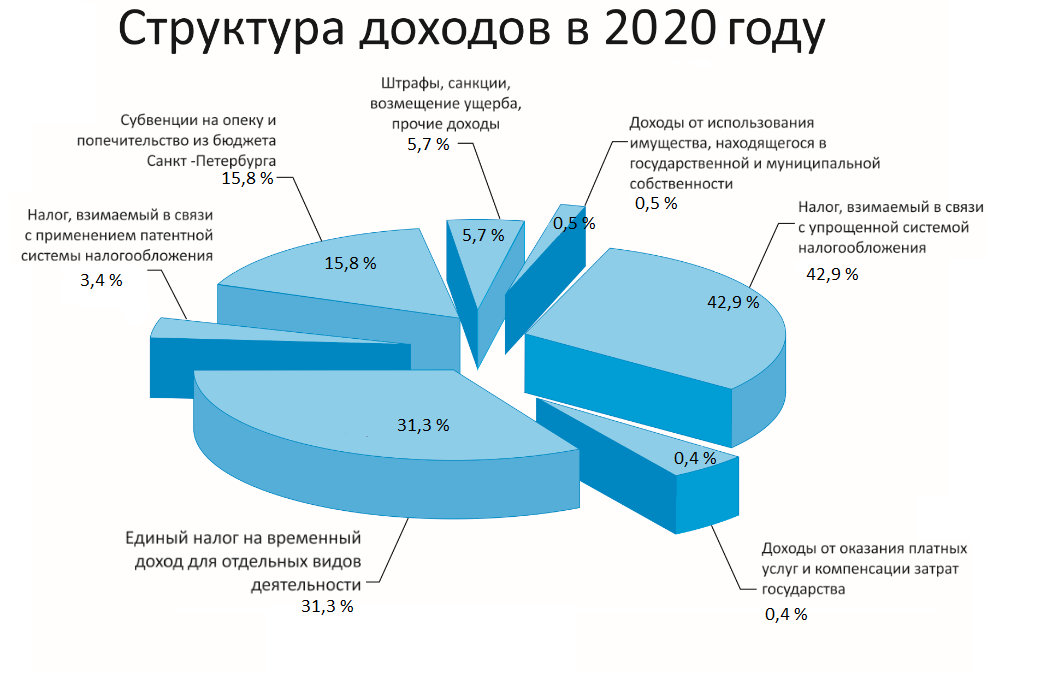 Структура доходов в 2020 году
Штрафы, санкции,
возмещение ущерба,
прочие доходы
5,7 %
Субвенции на опеку и
попечительство из бюджета
Санкт -Петербурга
15,8 %
Доходы от использования
имущества, находящегося в
государственной и муниципальной
собственности
0,5 %
Налог, взимаемый в связи
с применением патентной
системы налогообложения
3,4 %
Налог, взимаемый в связи
с упрощенной системой
налогообложения
42,9 %
5,7 %
0,5 %
15,8 %
42,9 %
31,3 %
0,4 %
Единый налог на временный
доход для отдельных видов
деятельности
31,3 %
Доходы от оказания платных
услуг и компенсации затрат
государства
0,4 %